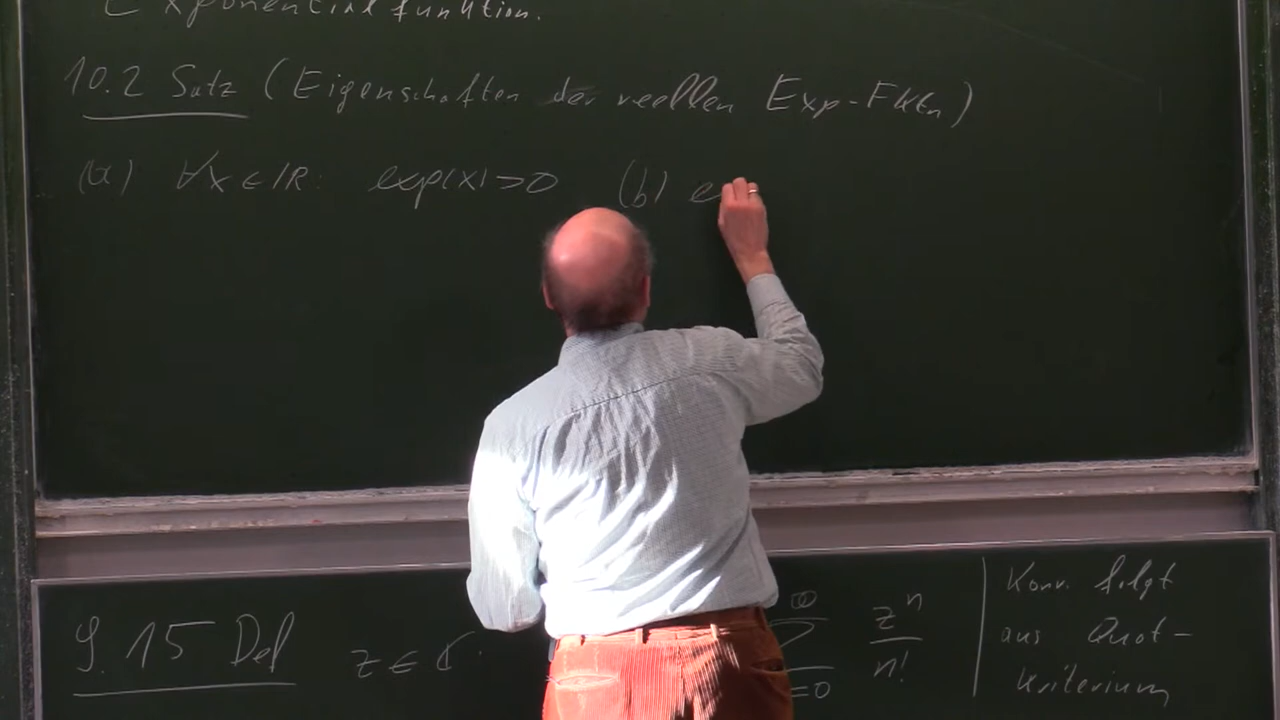 Exponentialfunktion.
10.2 Satz (Eigenschaften der reellen Exp-Fktn)
(a) ∀x∈ℝ: exp(x)>0 (b) e
9.15 Def z ∈ ℂ: ∞ Σ =0 zⁿ/n! | Konv. folgt
aus Quot-
kriterium